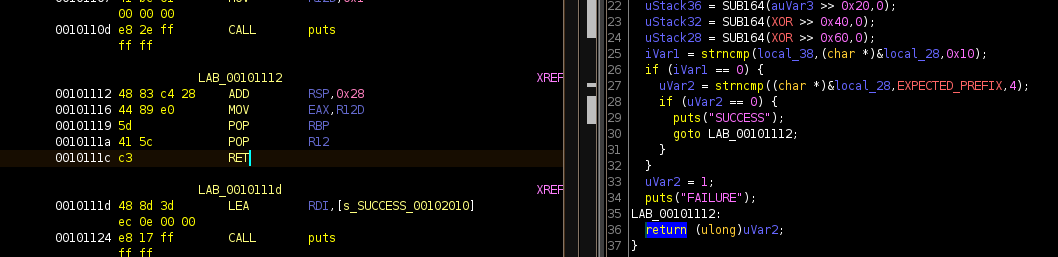 00101107 41 bc 01 MOV R12D,0x1
00 00 00
0010110d e8 2e ff CALL puts
ff ff
LAB_00101112 XREF
00101112 48 83 c4 28 ADD RSP,0x28
00101116 44 89 e0 MOV EAX,R12D
00101119 5d POP RBP
0010111a 41 5c POP R12
0010111c c3 RET
LAB_0010111d XREF
0010111d 48 8d 3d LEA RDI,[s_SUCCESS_00102010]
ec 0e 00 00
00101124 e8 17 ff CALL puts
ff ff
22 uStack36 = SUB164(auVar3 >> 0x20,0);
23 uStack32 = SUB164(XOR >> 0x40,0);
24 uStack28 = SUB164(XOR >> 0x60,0);
25 iVar1 = strncmp(local_38,(char *)&local_28,0x10);
26 if (iVar1 == 0) {
27 uVar2 = strncmp((char *)&local_28,EXPECTED_PREFIX,4);
28 if (uVar2 == 0) {
29 puts("SUCCESS");
30 goto LAB_00101112;
31 }
32 }
33 uVar2 = 1;
34 puts("FAILURE");
35 LAB_00101112:
36 return (ulong)uVar2;
37 }